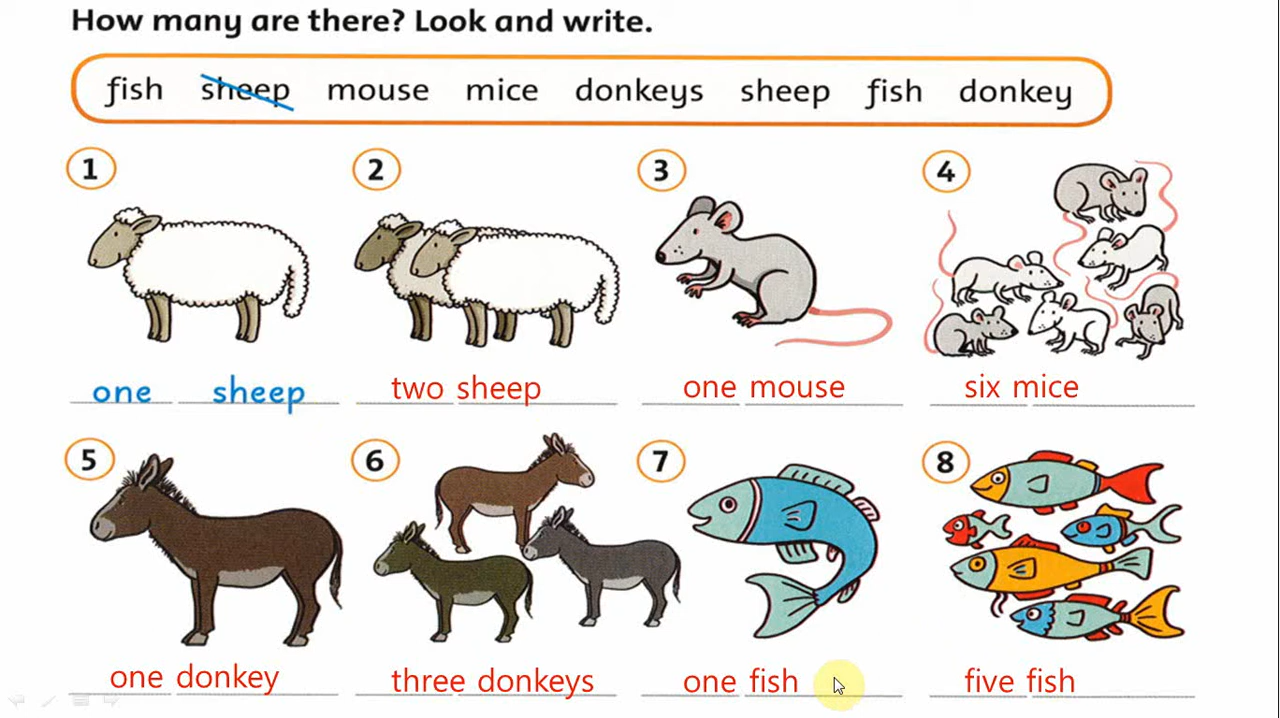 How many are there? Look and write.
fish sheep mouse mice donkeys sheep fish donkey
1 2 3 4
one sheep two sheep one mouse six mice
5 6 7 8
one donkey three donkeys one fish five fish